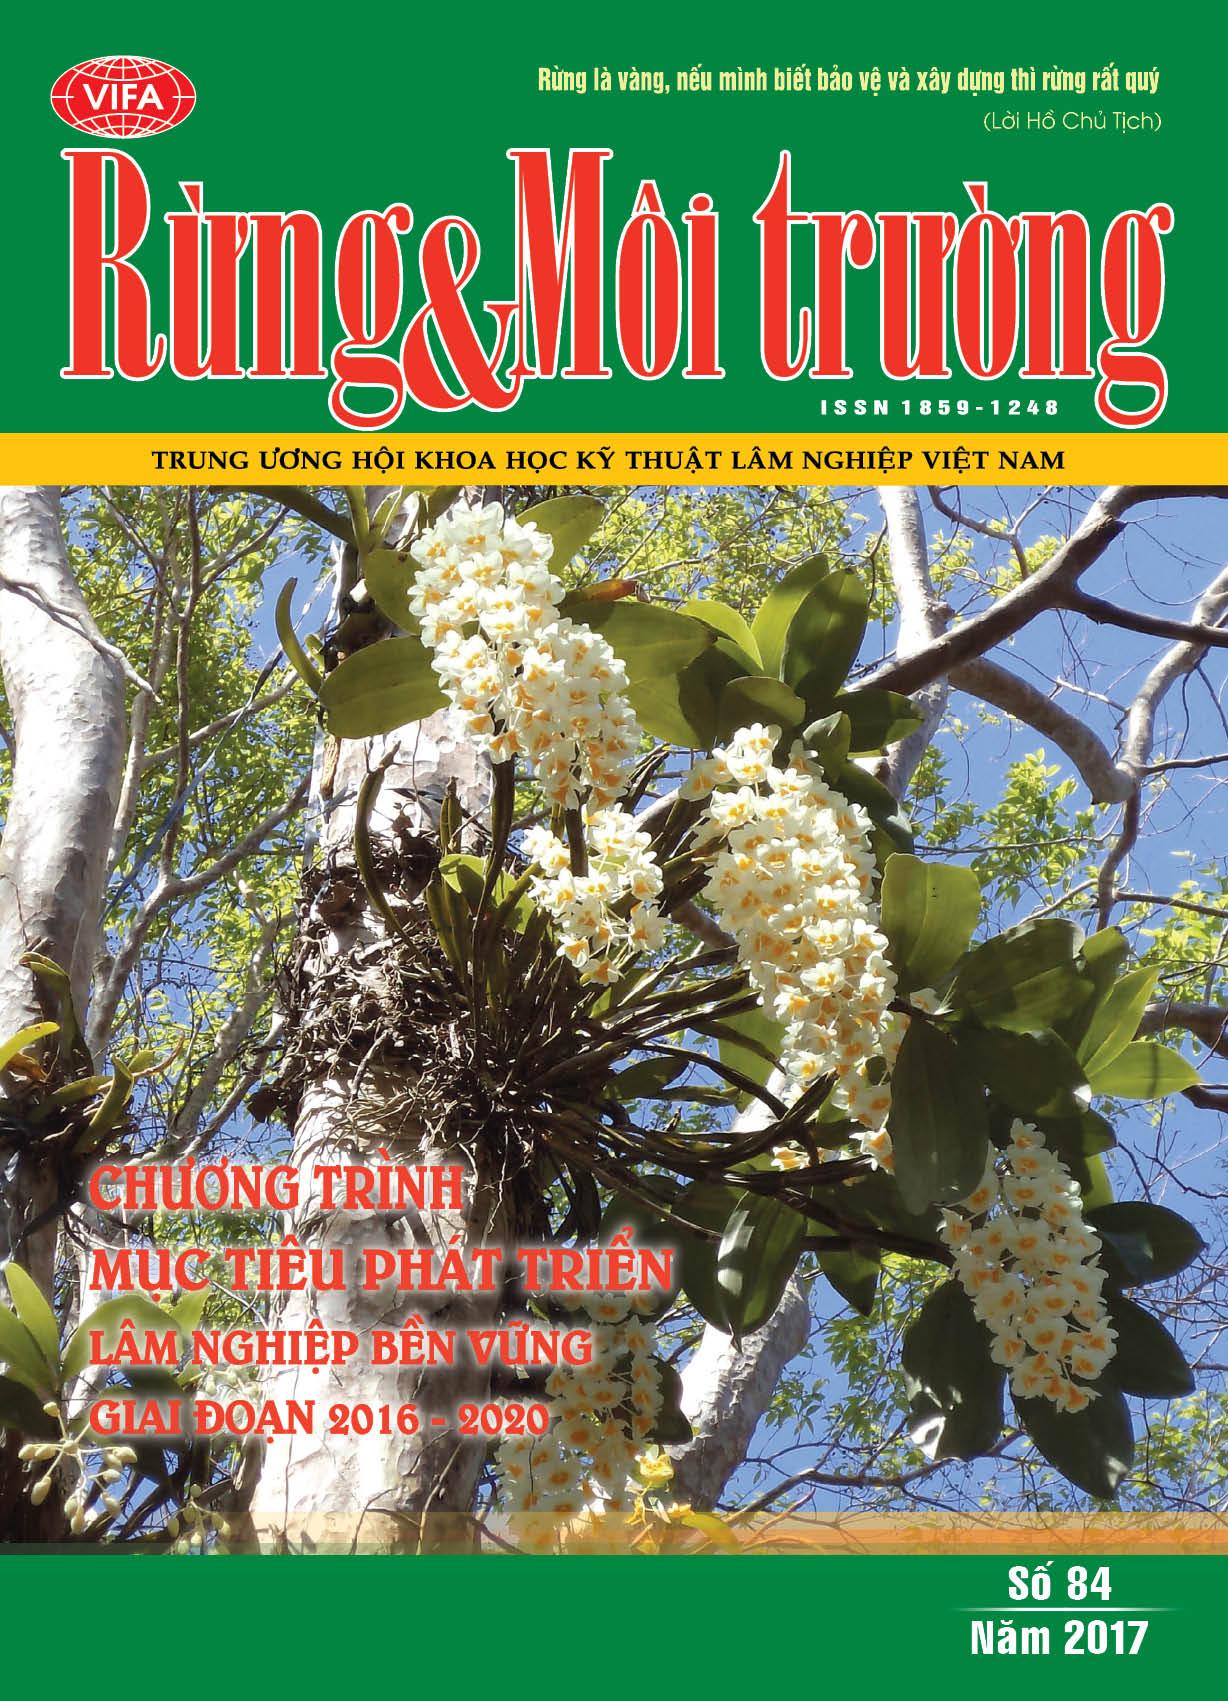 VIFA
Rừng là vàng, nếu mình biết bảo vệ và xây dựng thì rừng rất quý
(Lời Hồ Chủ Tịch)
Rừng & Môi trường
ISSN 1859-1248
TRUNG ƯƠNG HỘI KHOA HỌC KỸ THUẬT LÂM NGHIỆP VIỆT NAM
CHƯƠNG TRÌNH
MỤC TIÊU PHÁT TRIỂN
LÂM NGHIỆP BỀN VỮNG
GIAI ĐOẠN 2016 - 2020
Số 84
Năm 2017